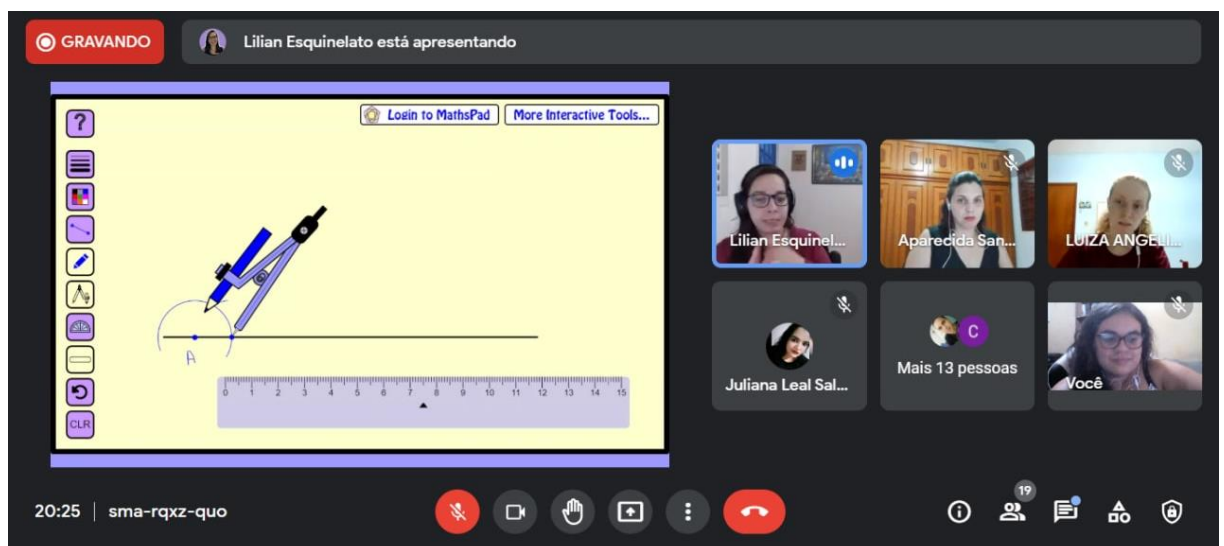 GRAVANDO
Lilian Esquinelato está apresentando
?
Login to MathsPad
More Interactive Tools...
A
CLR
0 1 2 3 4 5 6 7 8 9 10 11 12 13 14 15
Lilian Esquinel...
Aparecida San...
LUIZA ANGELI...
Juliana Leal Sal...
C
Mais 13 pessoas
Você
20:25 | sma-rqxz-quo
19